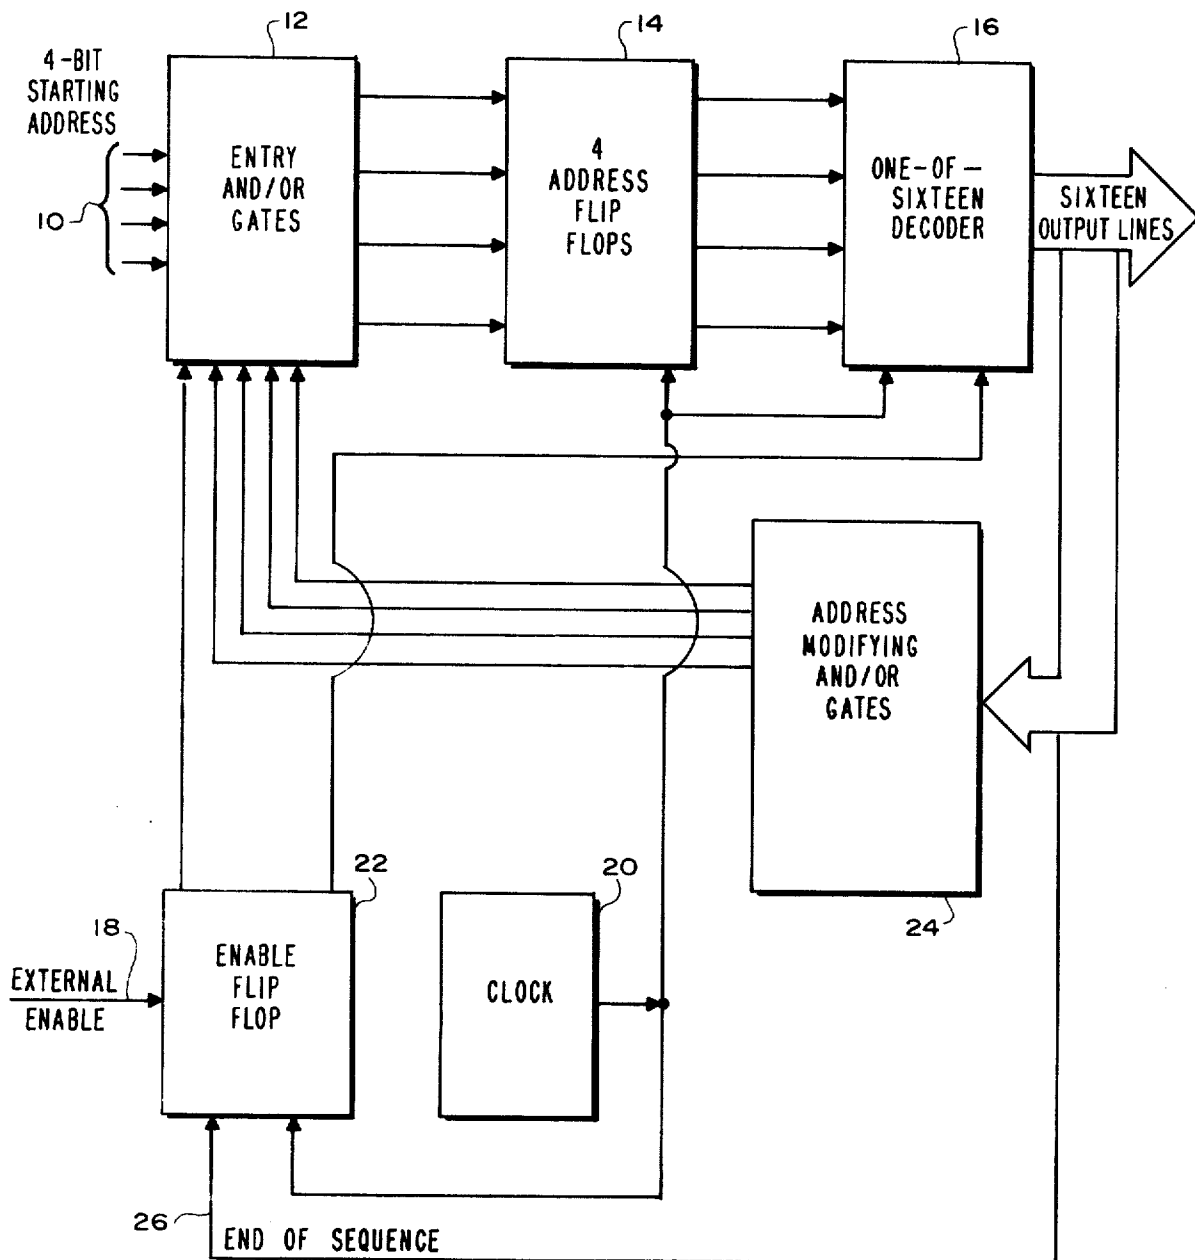 12
14
16
4-BIT
STARTING
ADDRESS
10
ENTRY
AND/OR
GATES
4
ADDRESS
FLIP
FLOPS
ONE-OF-
SIXTEEN
DECODER
SIXTEEN
OUTPUT LINES
ADDRESS
MODIFYING
AND/OR
GATES
24
22
20
18
EXTERNAL
ENABLE
ENABLE
FLIP
FLOP
CLOCK
26
END OF SEQUENCE